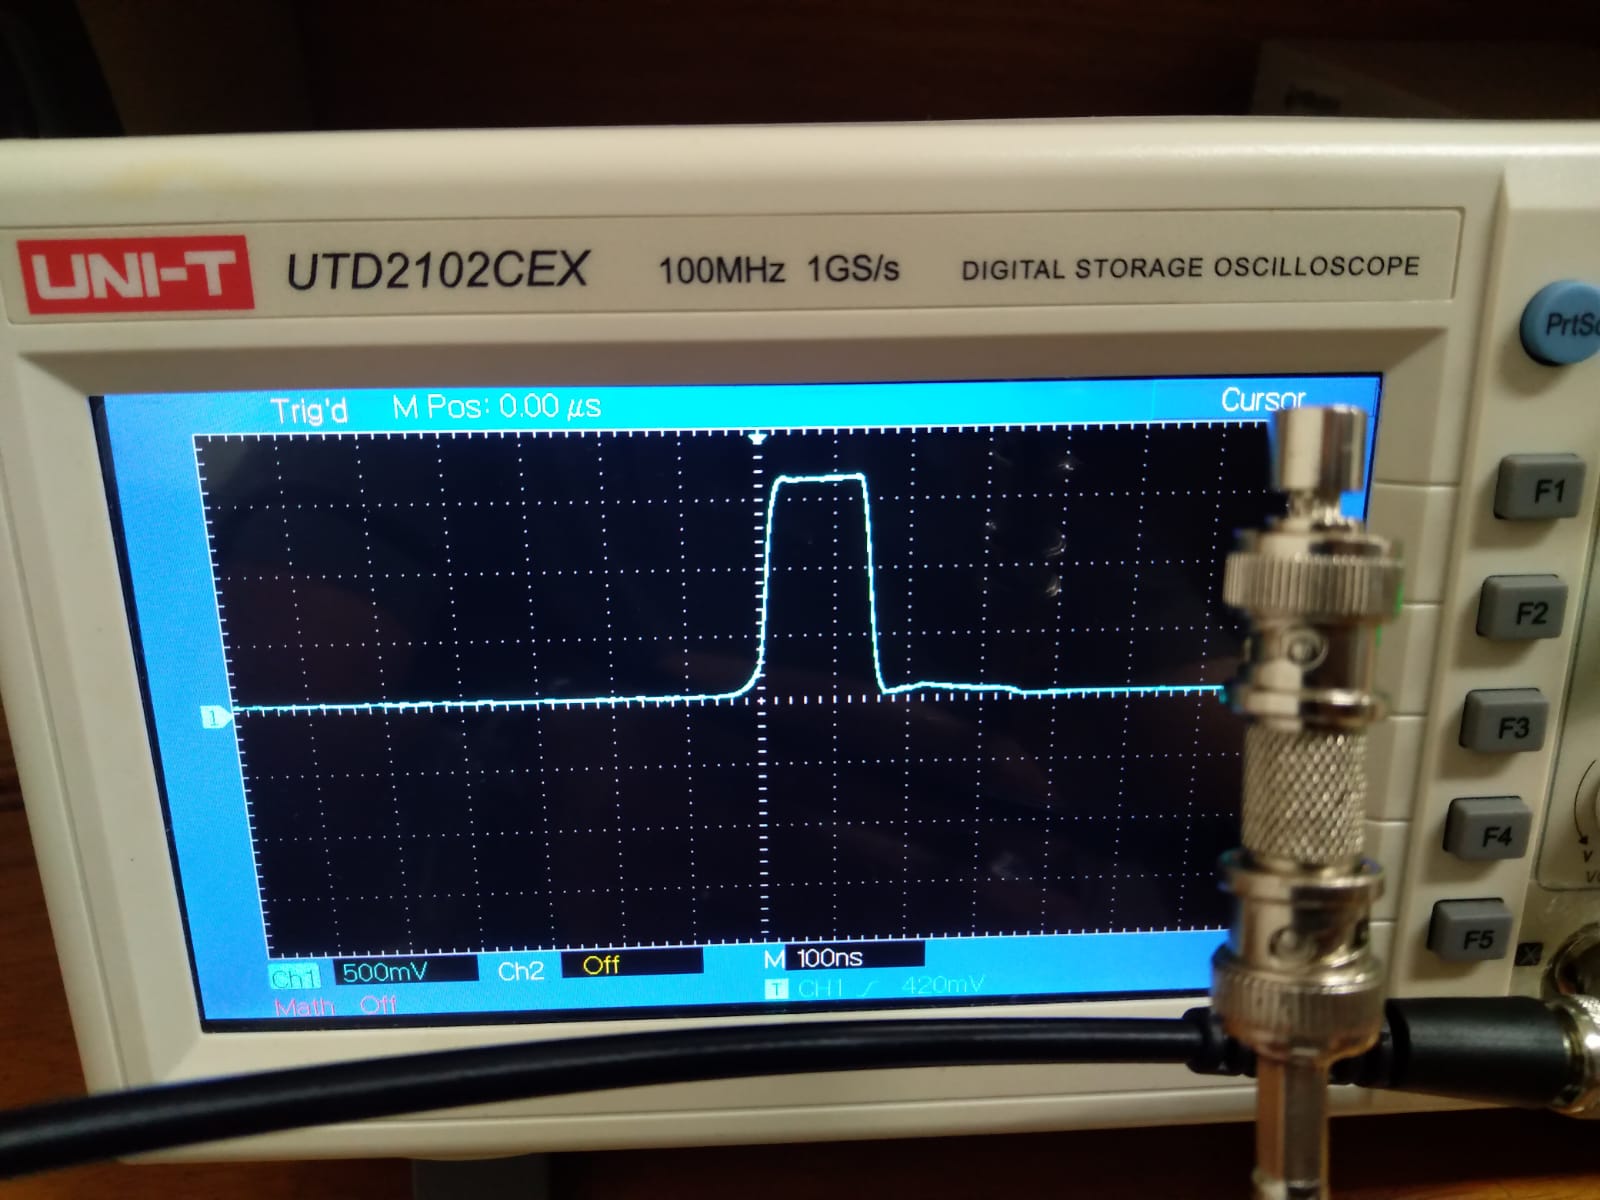 UNI-T UTD2102CEX 100MHz 1GS/s DIGITAL STORAGE OSCILLOSCOPE
Trig'd M Pos: 0.00 µs Cursor
F1
F2
F3
F4
F5
1
Ch1 500mV Ch2 Off M 100ns
T CH1 420mV
Math Off